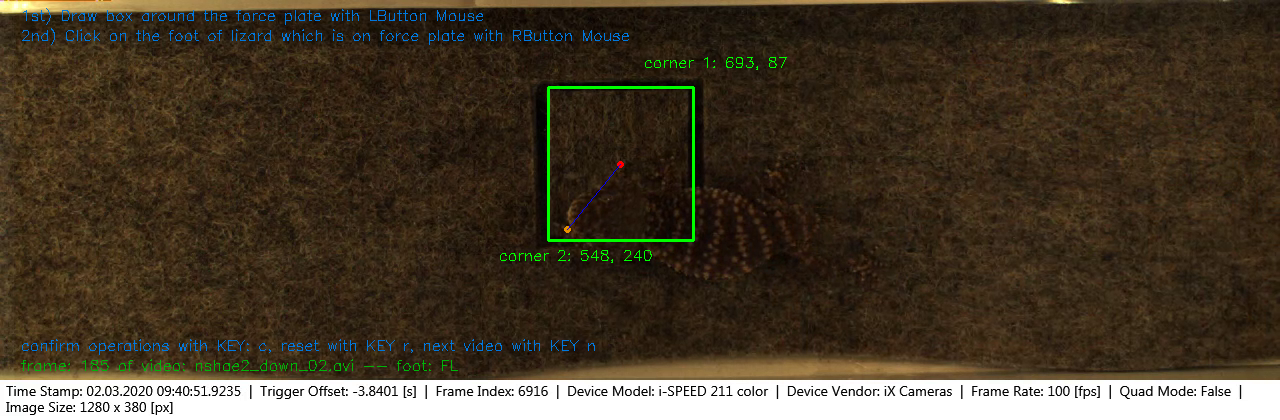 1st) Draw box around the force plate with LButton Mouse
2nd) Click on the foot of lizard which is on force plate with RButton Mouse
corner 1: 693, 87
corner 2: 548, 240
confirm operations with KEY: c, reset with KEY r, next video with KEY n
frame: 185 of video: nshae2_down_02.avi -- foot: FL
Time Stamp: 02.03.2020 09:40:51.9235 | Trigger Offset: -3.8401 [s] | Frame Index: 6916 | Device Model: i-SPEED 211 color | Device Vendor: iX Cameras | Frame Rate: 100 [fps] | Quad Mode: False |
Image Size: 1280 x 380 [px]